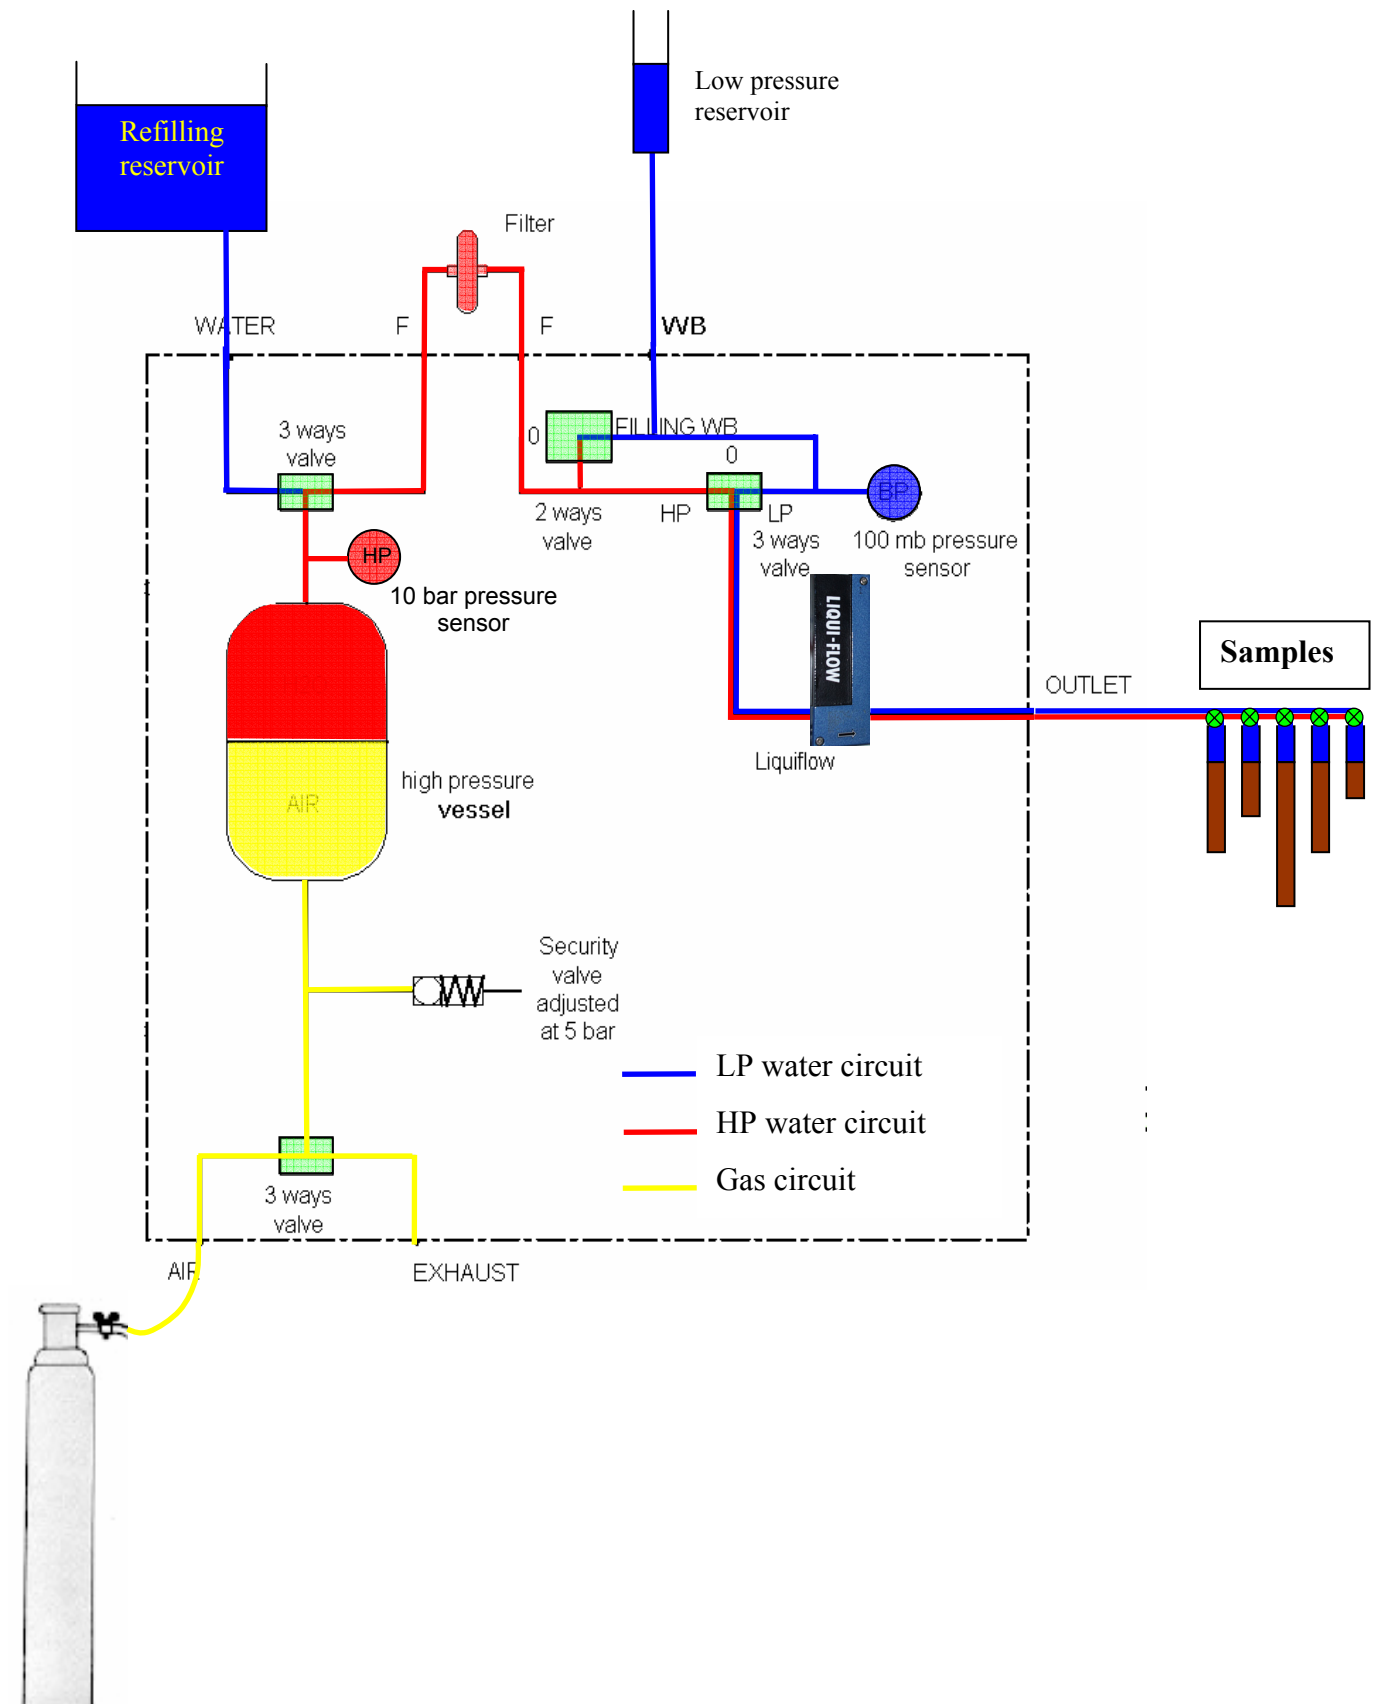 Low pressure
reservoir
Refilling
reservoir
Filter
WATER
F
F
WB
3 ways
valve
0
FILLING WB
0
HP
10 bar pressure
sensor
2 ways
valve
HP
LP
3 ways
valve
BP
100 mb pressure
sensor
LIQUI-FLOW
Liquiflow
Samples
OUTLET
H2O
AIR
high pressure
vessel
Security
valve
adjusted
at 5 bar
LP water circuit
HP water circuit
Gas circuit
3 ways
valve
AIR
EXHAUST